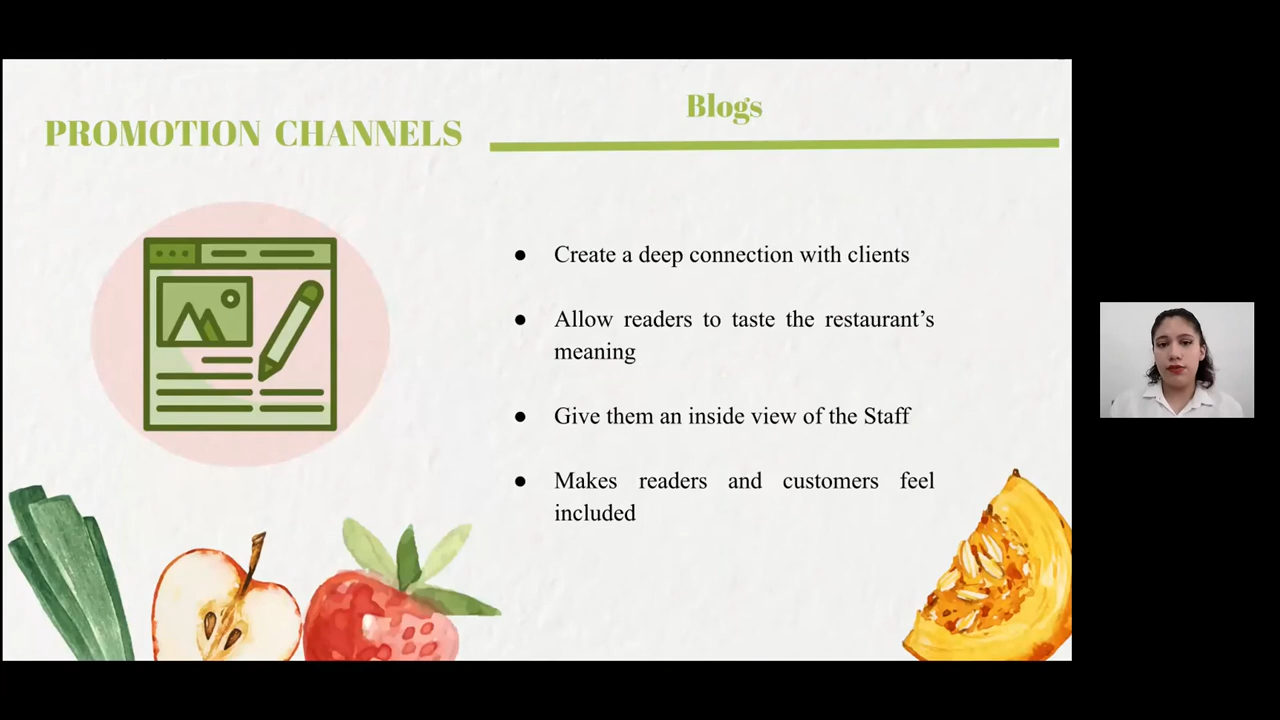 PROMOTION CHANNELS
Blogs
● Create a deep connection with clients
● Allow readers to taste the restaurant’s
meaning
● Give them an inside view of the Staff
● Makes readers and customers feel
included